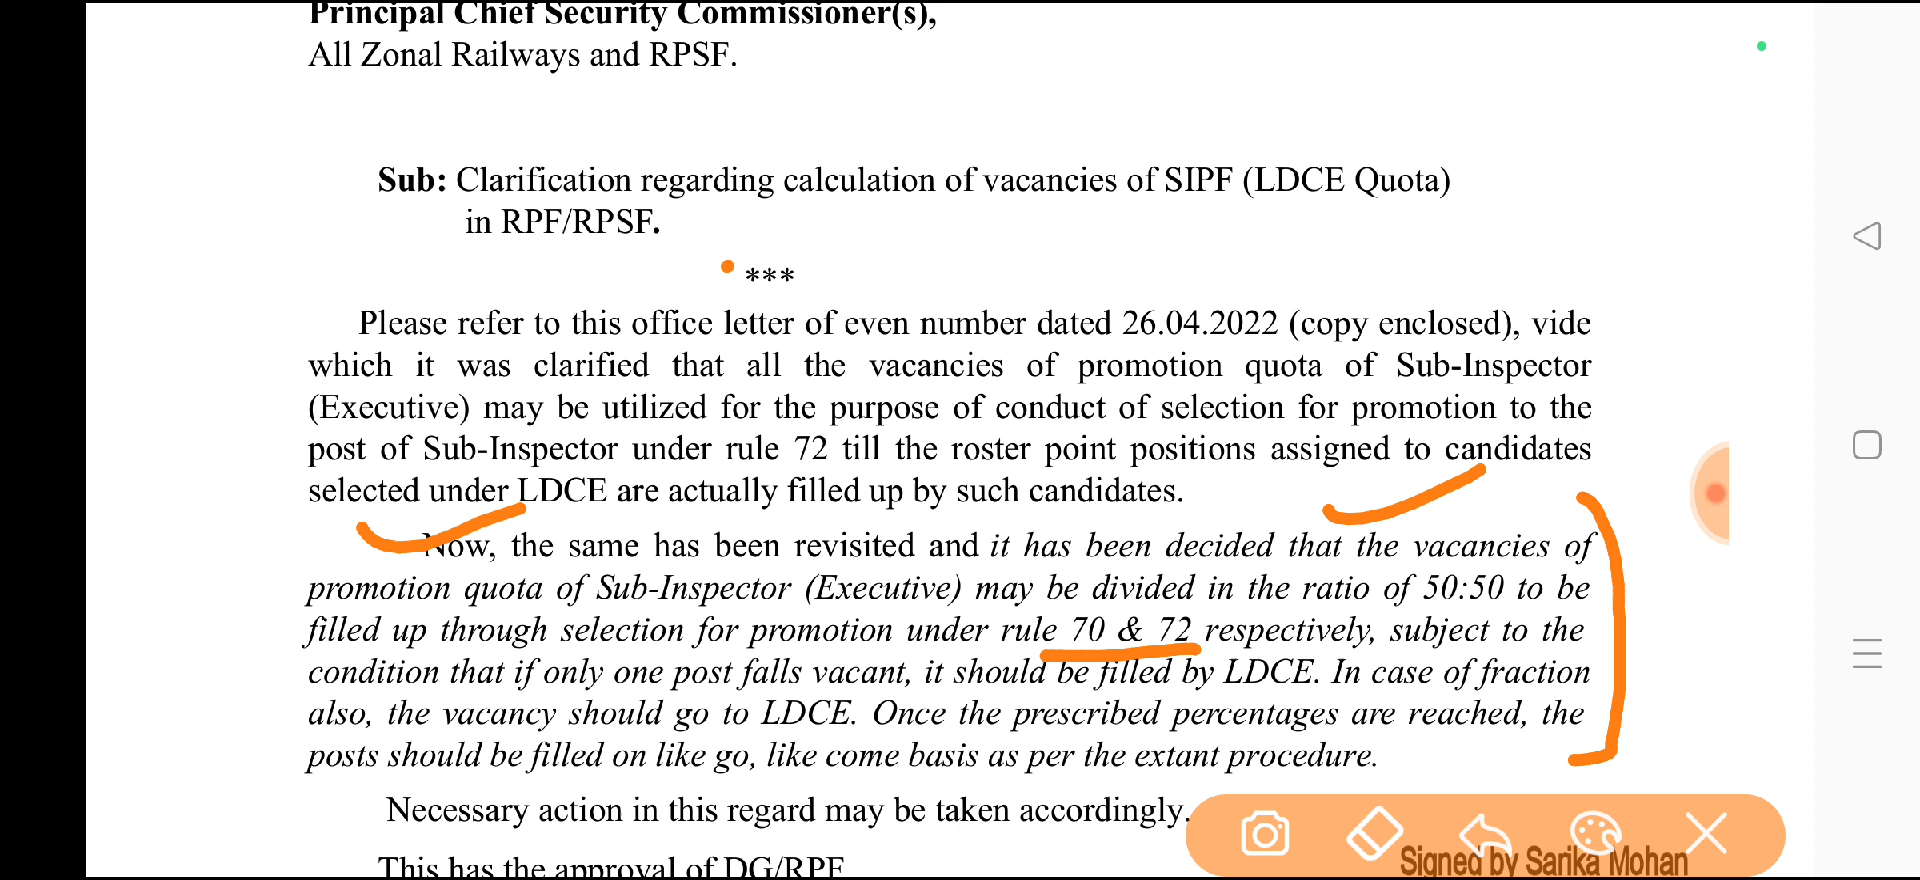 Principal Chief Security Commissioner(s),
All Zonal Railways and RPSF.
Sub: Clarification regarding calculation of vacancies of SIPF (LDCE Quota)
in RPF/RPSF.
***
Please refer to this office letter of even number dated 26.04.2022 (copy enclosed), vide
which it was clarified that all the vacancies of promotion quota of Sub-Inspector
(Executive) may be utilized for the purpose of conduct of selection for promotion to the
post of Sub-Inspector under rule 72 till the roster point positions assigned to candidates
selected under LDCE are actually filled up by such candidates.
Now, the same has been revisited and it has been decided that the vacancies of
promotion quota of Sub-Inspector (Executive) may be divided in the ratio of 50:50 to be
filled up through selection for promotion under rule 70 & 72 respectively, subject to the
condition that if only one post falls vacant, it should be filled by LDCE. In case of fraction
also, the vacancy should go to LDCE. Once the prescribed percentages are reached, the
posts should be filled on like go, like come basis as per the extant procedure.
Necessary action in this regard may be taken accordingly.
This has the approval of DG/RPF
Signed by Sarika Mohan